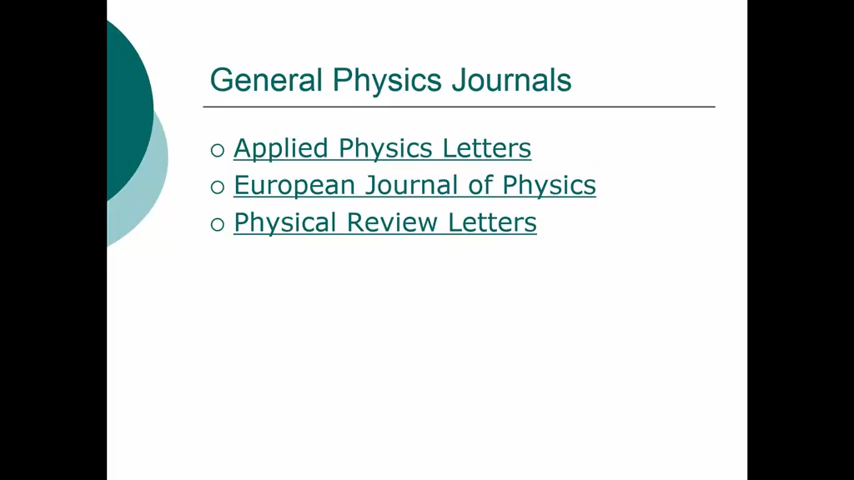 General Physics Journals
Applied Physics Letters
European Journal of Physics
Physical Review Letters